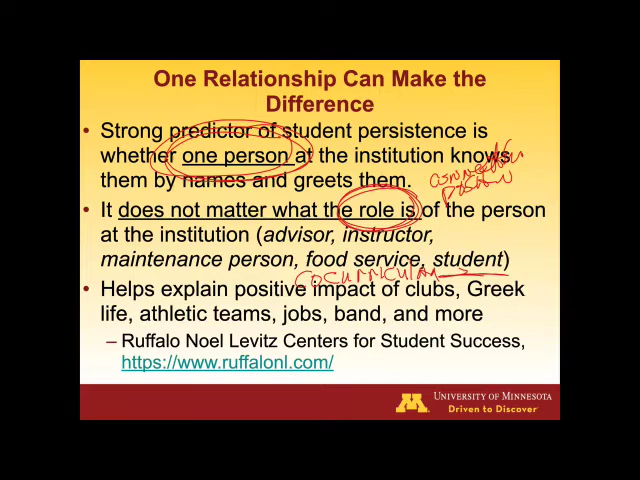 One Relationship Can Make the
Difference
• Strong predictor of student persistence is
whether one person at the institution knows
them by names and greets them.
• It does not matter what the role is of the person
at the institution (advisor, instructor,
maintenance person, food service, student)
COCURRICULAR
• Helps explain positive impact of clubs, Greek
life, athletic teams, jobs, band, and more
– Ruffalo Noel Levitz Centers for Student Success,
https://www.ruffalonl.com/
M
UNIVERSITY OF MINNESOTA
Driven to Discover